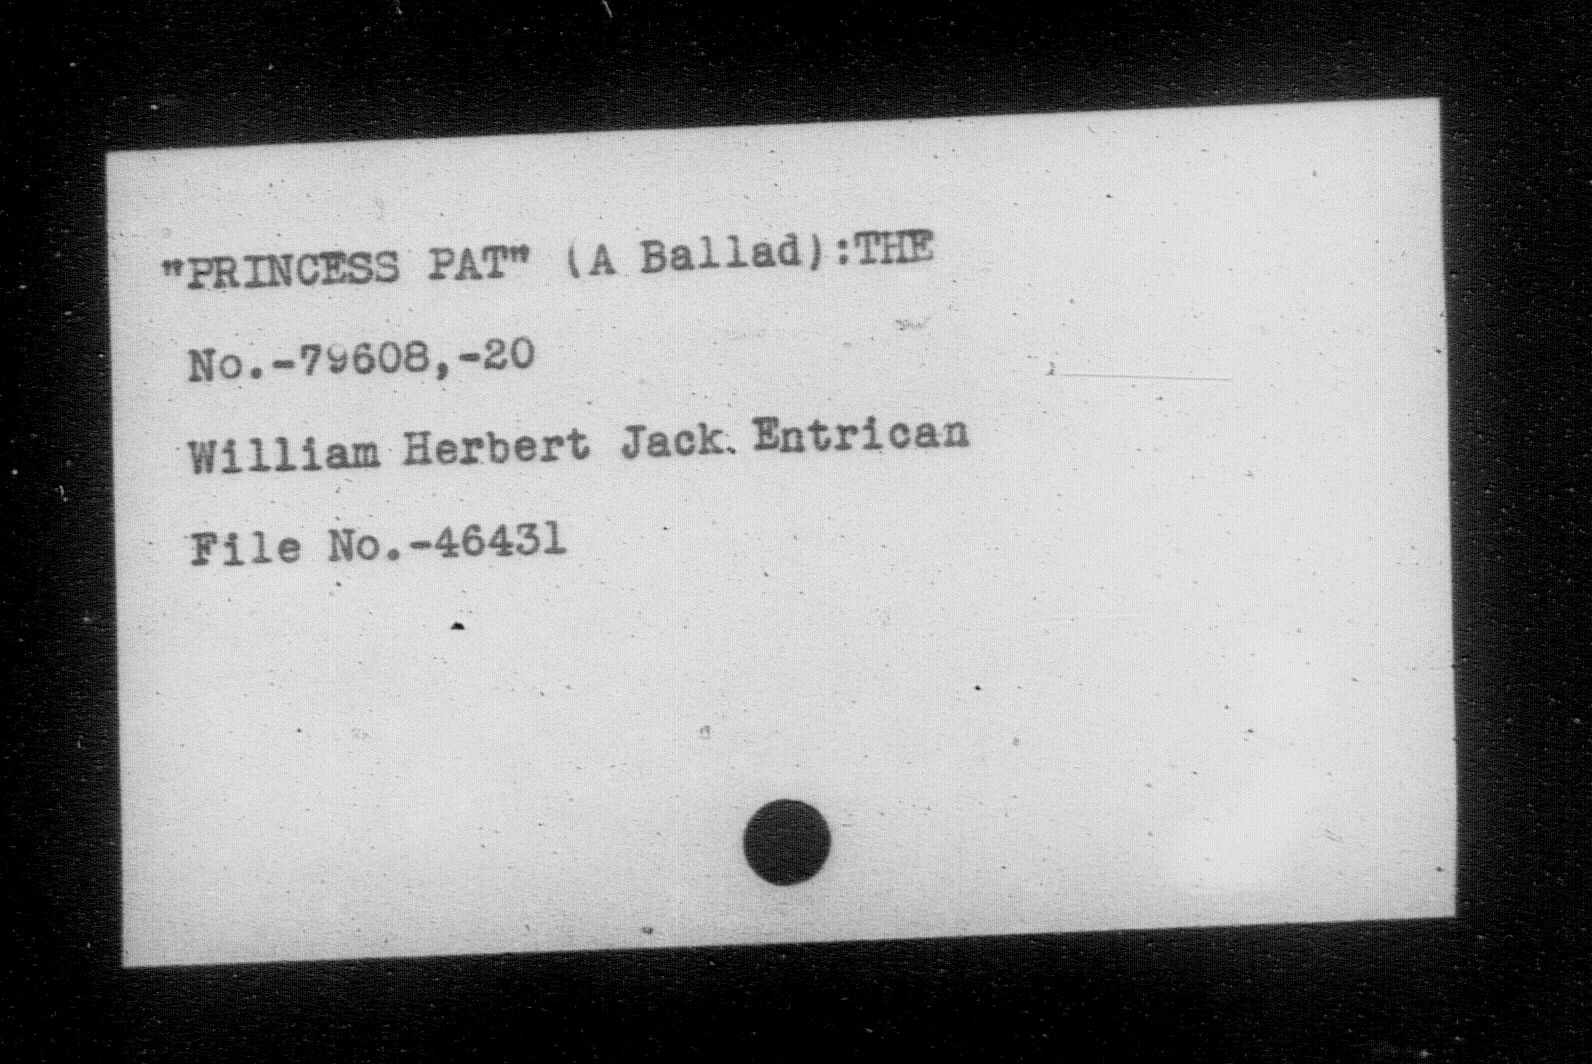 "PRINCESS PAT" (A Ballad):THE
No.-79608,-20
William Herbert Jack. Entrican
File No.-46431